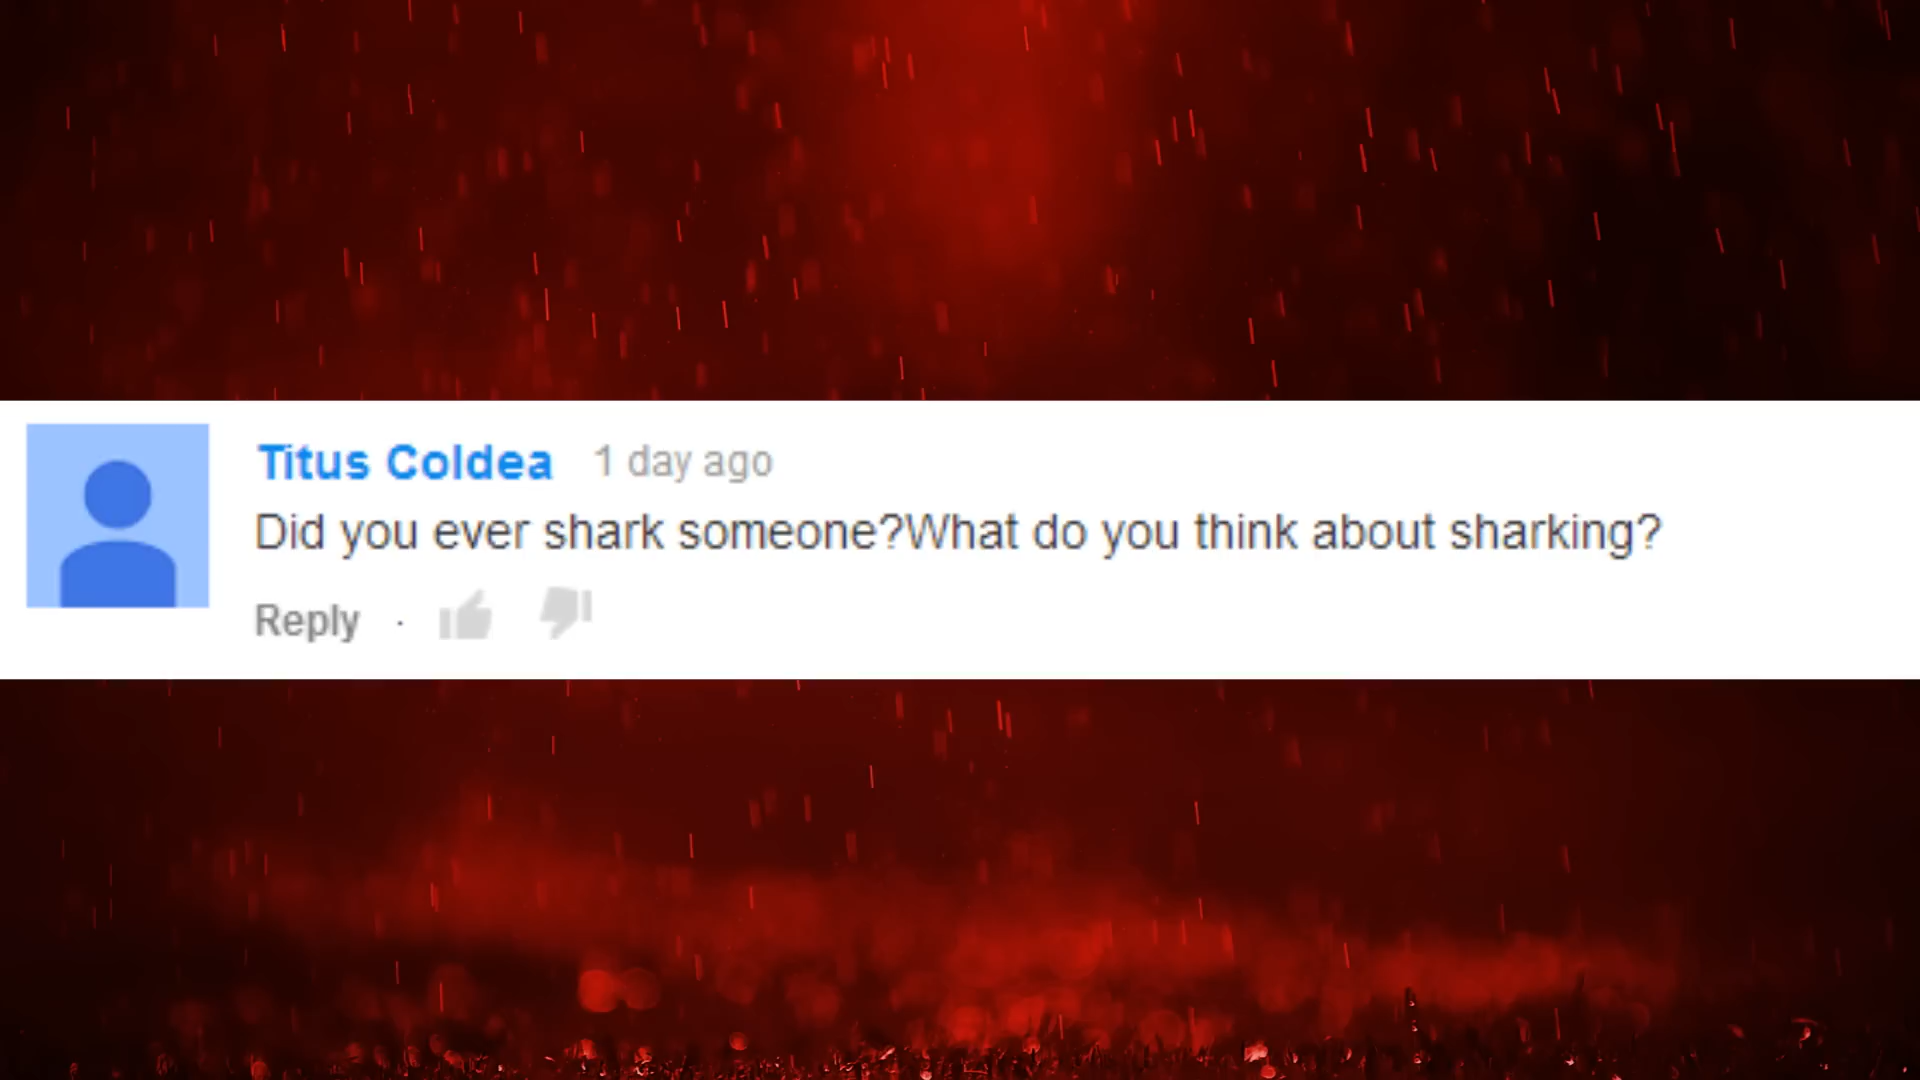 Titus Coldea 1 day ago
Did you ever shark someone?What do you think about sharking?
Reply ·